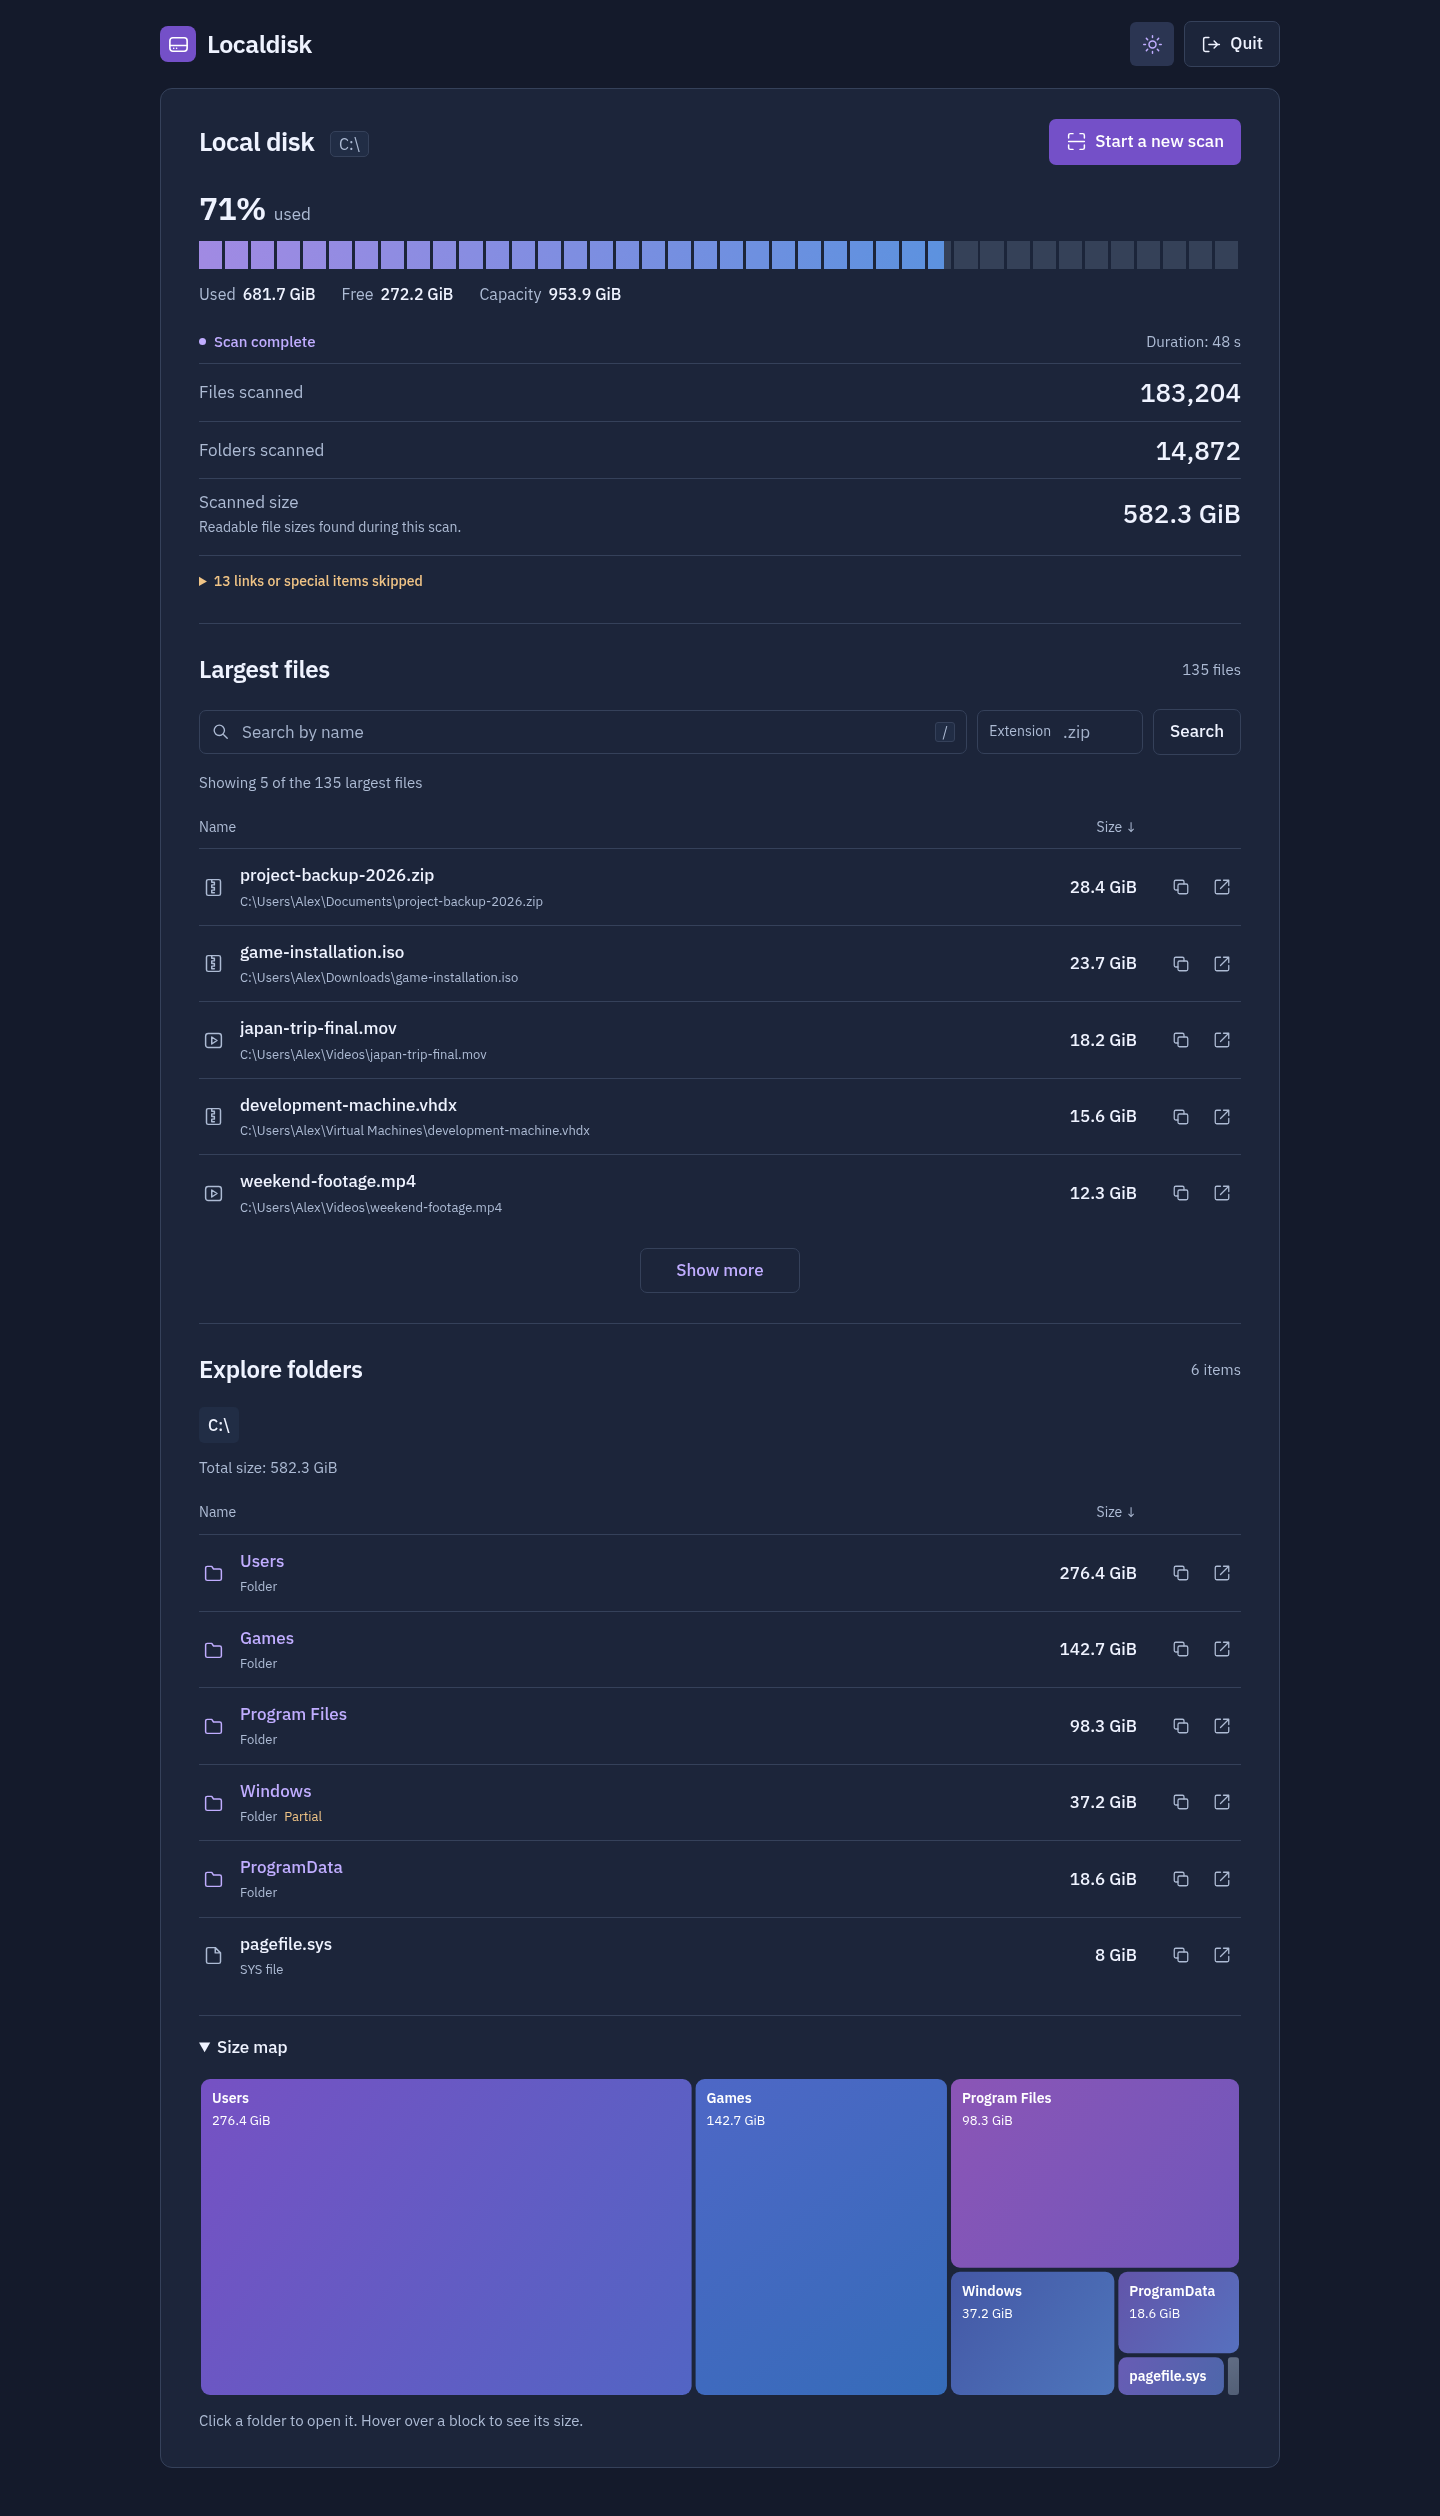 Localdisk
Quit
Local disk C:\
Start a new scan
71% used
Used 681.7 GiB Free 272.2 GiB Capacity 953.9 GiB
Scan complete Duration: 48 s
Files scanned 183,204
Folders scanned 14,872
Scanned size
Readable file sizes found during this scan.
582.3 GiB
13 links or special items skipped
Largest files 135 files
Search by name / Extension .zip Search
Showing 5 of the 135 largest files
Name Size ↓
project-backup-2026.zip
C:\Users\Alex\Documents\project-backup-2026.zip
28.4 GiB
game-installation.iso
C:\Users\Alex\Downloads\game-installation.iso
23.7 GiB
japan-trip-final.mov
C:\Users\Alex\Videos\japan-trip-final.mov
18.2 GiB
development-machine.vhdx
C:\Users\Alex\Virtual Machines\development-machine.vhdx
15.6 GiB
weekend-footage.mp4
C:\Users\Alex\Videos\weekend-footage.mp4
12.3 GiB
Show more
Explore folders 6 items
C:\
Total size: 582.3 GiB
Name Size ↓
Users
Folder
276.4 GiB
Games
Folder
142.7 GiB
Program Files
Folder
98.3 GiB
Windows
Folder Partial
37.2 GiB
ProgramData
Folder
18.6 GiB
pagefile.sys
SYS file
8 GiB
Size map
Users
276.4 GiB
Games
142.7 GiB
Program Files
98.3 GiB
Windows
37.2 GiB
ProgramData
18.6 GiB
pagefile.sys
Click a folder to open it. Hover over a block to see its size.